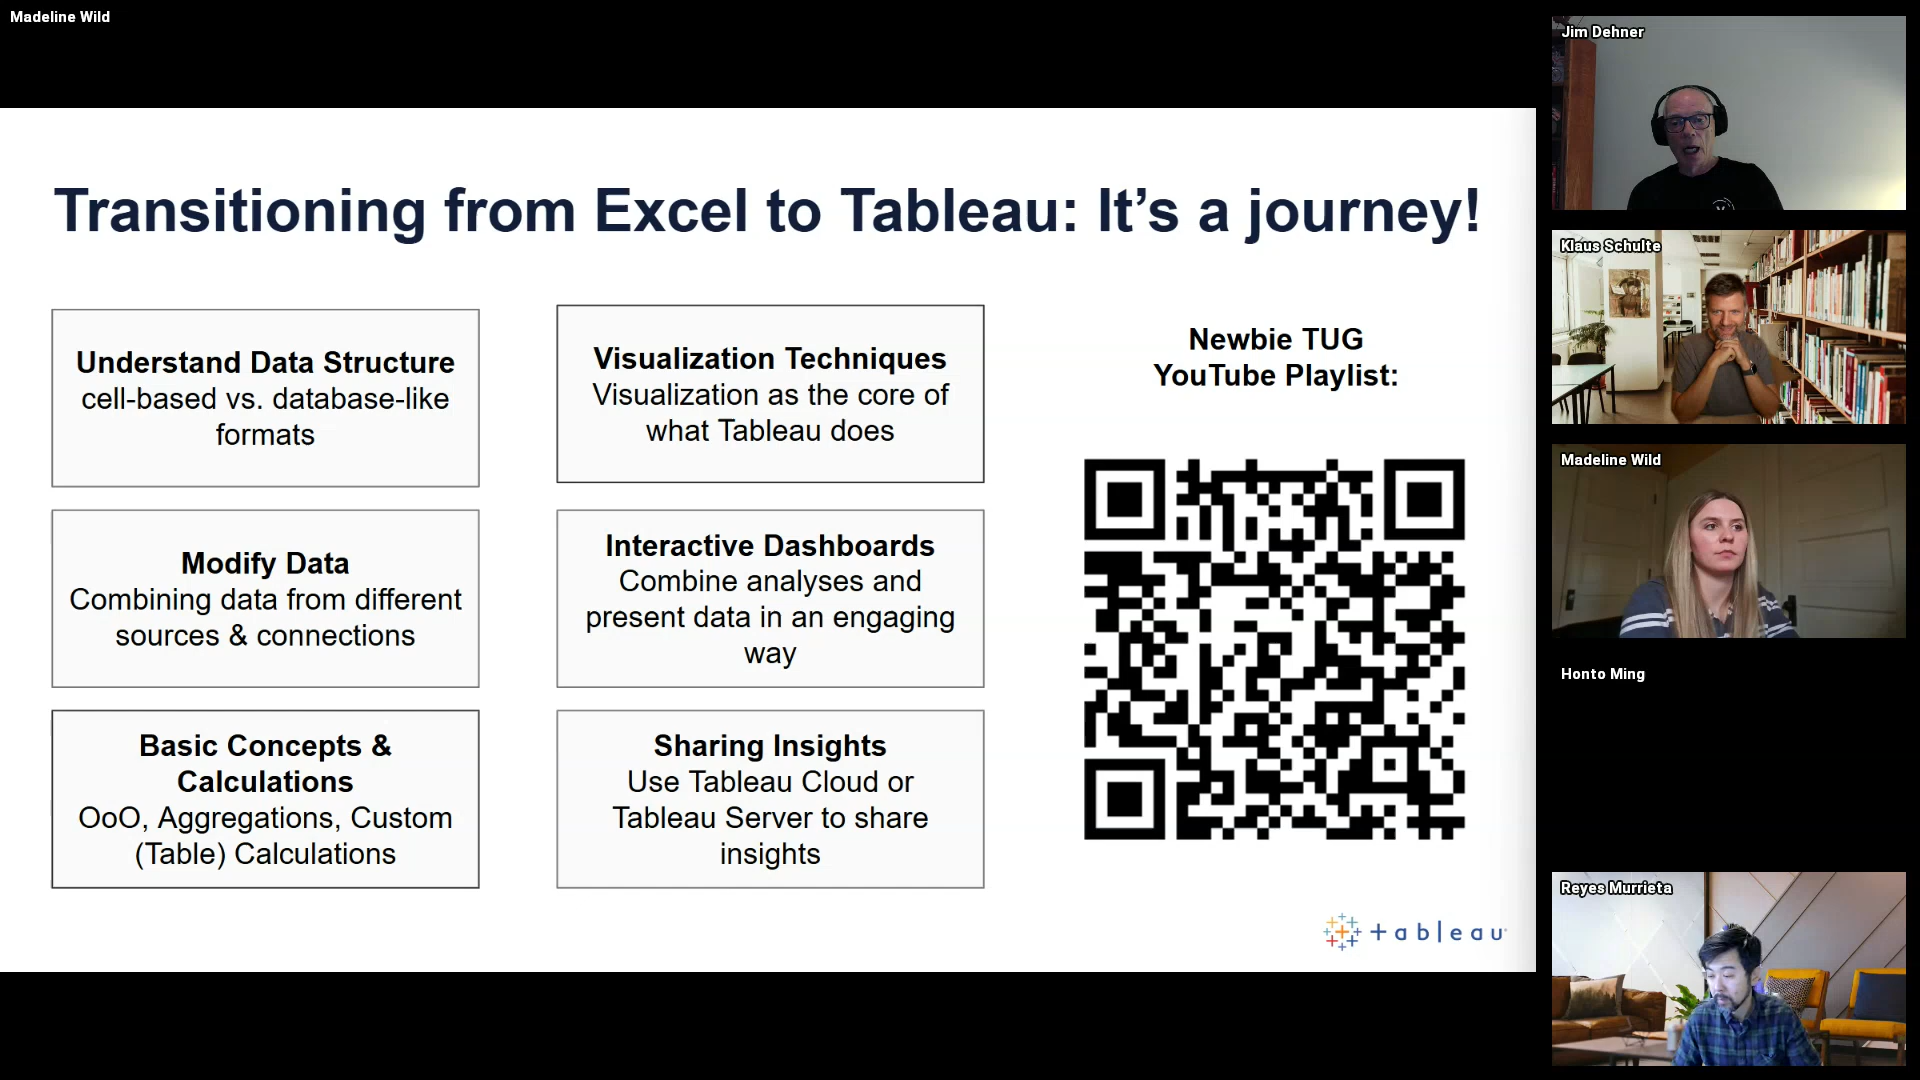 Madeline Wild
Transitioning from Excel to Tableau: It's a journey!
Understand Data Structure
cell-based vs. database-like
formats
Modify Data
Combining data from different
sources & connections
Basic Concepts &
Calculations
OoO, Aggregations, Custom
(Table) Calculations
Visualization Techniques
Visualization as the core of
what Tableau does
Interactive Dashboards
Combine analyses and
present data in an engaging
way
Sharing Insights
Use Tableau Cloud or
Tableau Server to share
insights
Newbie TUG
YouTube Playlist:
+ableau
Jim Dehner
Klaus Schulte
Madeline Wild
Honto Ming
Reyes Murrieta